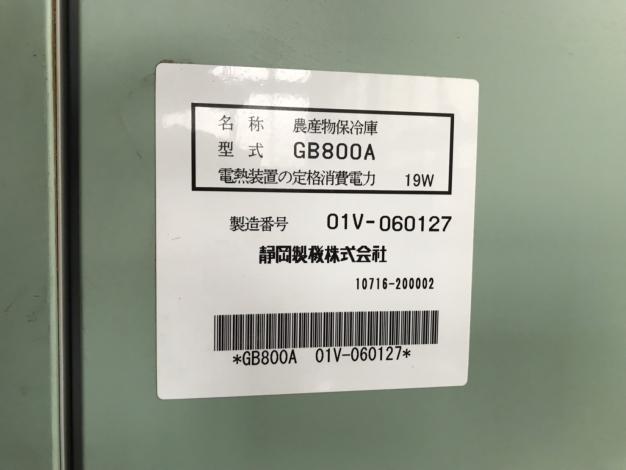 名 称 農産物保冷庫
型 式 GB800A
電熱装置の定格消費電力 19W
製造番号 01V-060127
静岡製機株式会社
10716-200002
*GB800A 01V-060127*